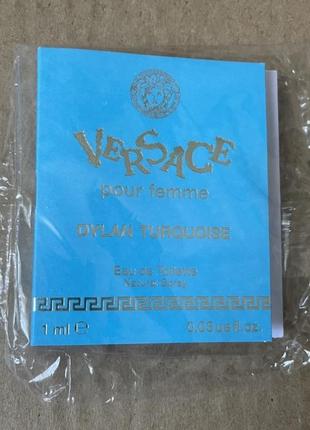 VERSACE
pour femme
DYLAN TURQUOISE
Eau de Toilette
Natural Spray
1 ml e 0.03 us fl. oz.